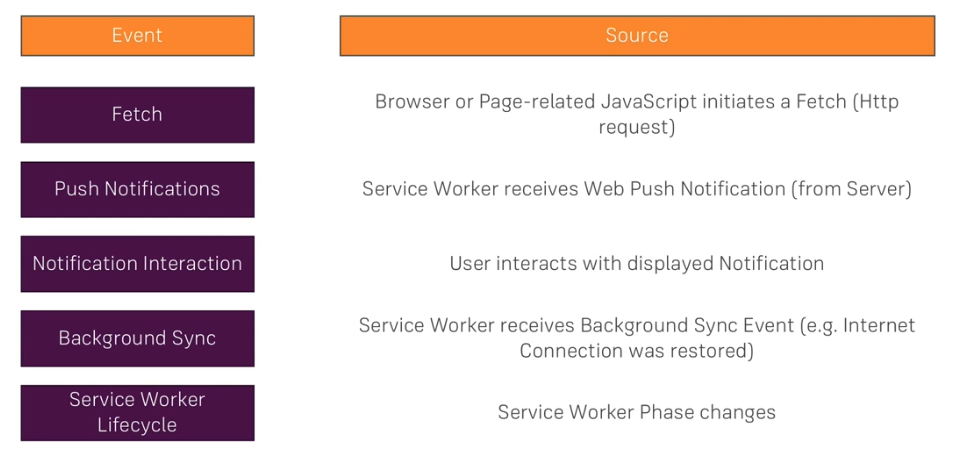 Event
Source
Fetch
Browser or Page-related JavaScript initiates a Fetch (Http
request)
Push Notifications
Service Worker receives Web Push Notification (from Server)
Notification Interaction
User interacts with displayed Notification
Background Sync
Service Worker receives Background Sync Event (e.g. Internet
Connection was restored)
Service Worker
Lifecycle
Service Worker Phase changes